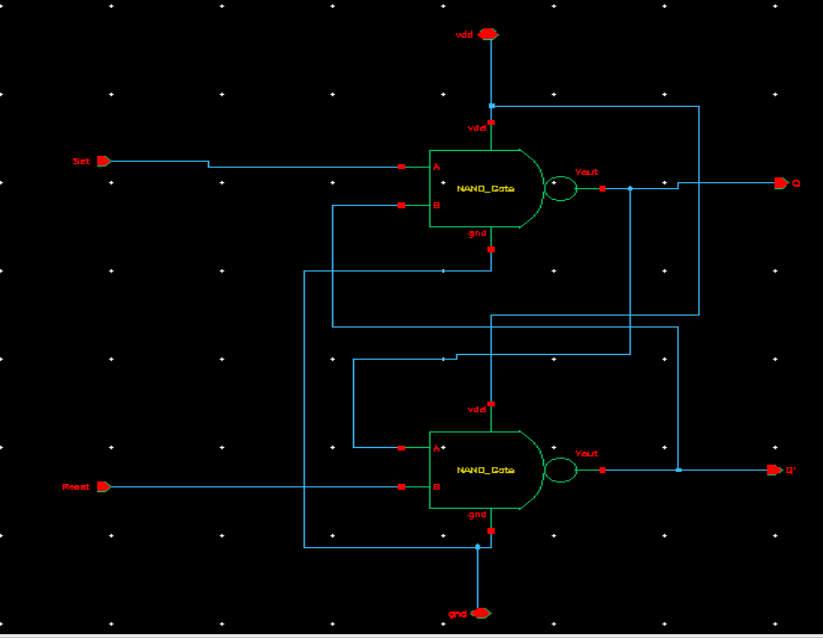 vdd
vdd
Set
A
Yout
NAND_Gate
Q
B
gnd
vdd
A
Yout
NAND_Gate
Q'
Reset
B
gnd
gnd